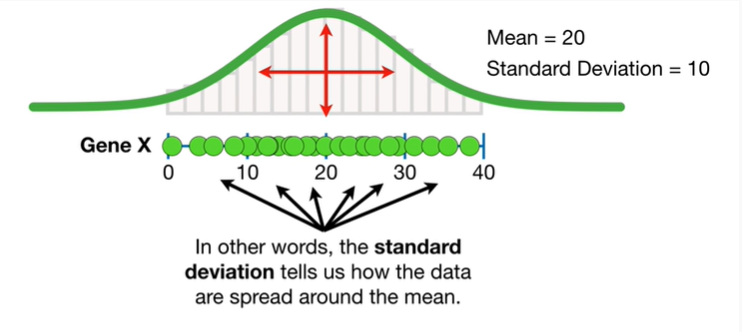 Mean = 20
Standard Deviation = 10
Gene X
0 10 20 30 40
In other words, the standard
deviation tells us how the data
are spread around the mean.